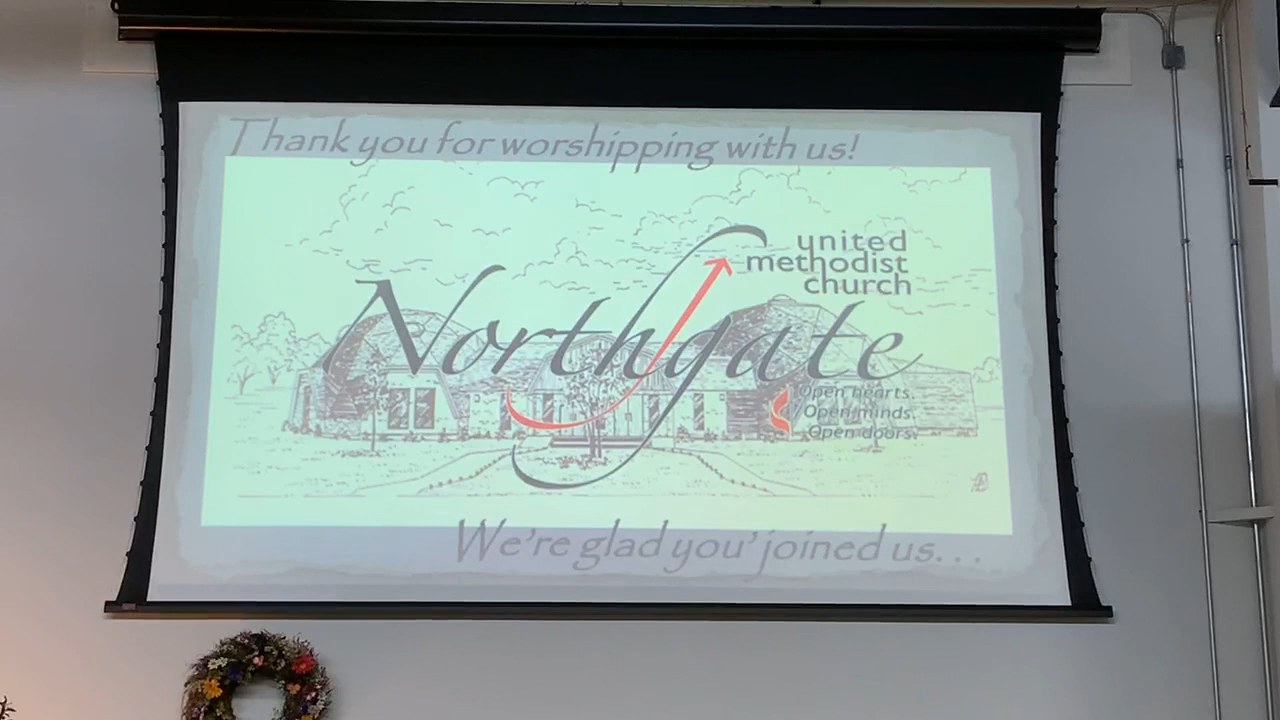 Thank you for worshipping with us!
united
methodist
church
Northgate
Open hearts.
Open minds.
Open doors.
We're glad you' joined us...